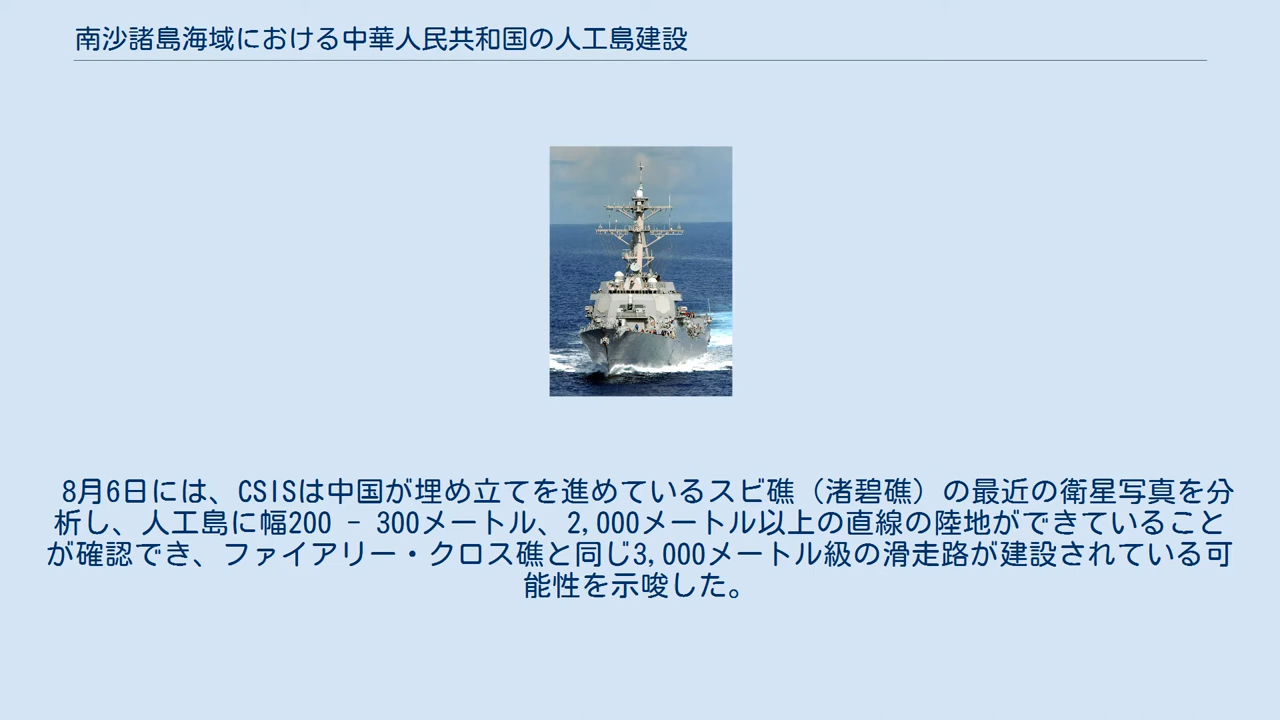 南沙諸島海域における中華人民共和国の人工島建設
8月6日には、CSISは中国が埋め立てを進めているスビ礁（渚碧礁）の最近の衛星写真を分
析し、人工島に幅200 - 300メートル、2,000メートル以上の直線の陸地ができていること
が確認でき、ファイアリー・クロス礁と同じ3,000メートル級の滑走路が建設されている可
能性を示唆した。